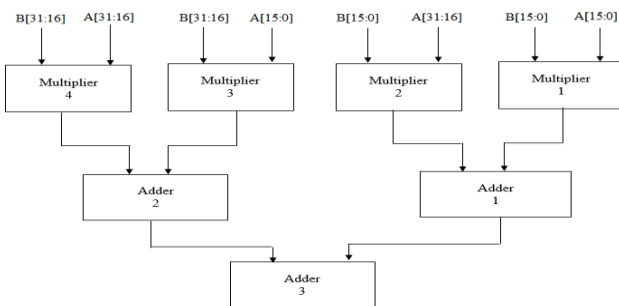 B[31:16] A[31:16] B[31:16] A[15:0] B[15:0] A[31:16] B[15:0] A[15:0]
Multiplier
4
Multiplier
3
Multiplier
2
Multiplier
1
Adder
2
Adder
1
Adder
3